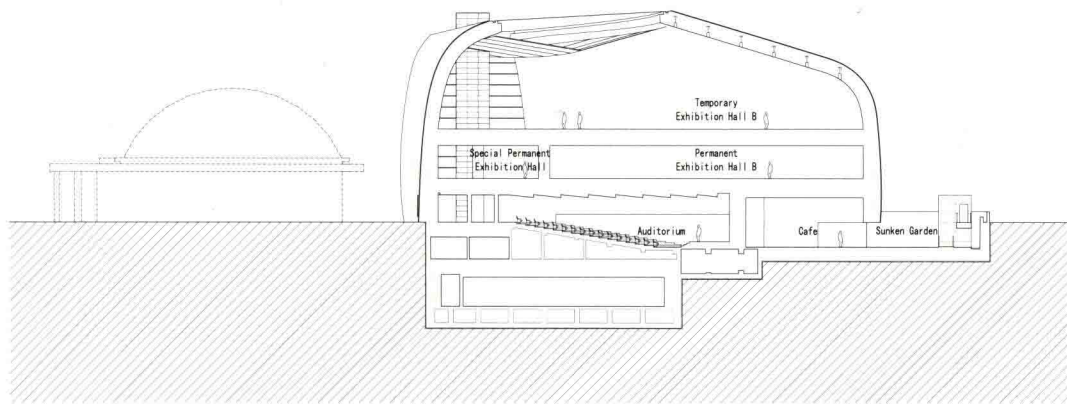 Temporary
Exhibition Hall B
Special Permanent
Exhibition Hall
Permanent
Exhibition Hall B
Auditorium
Cafe
Sunken Garden